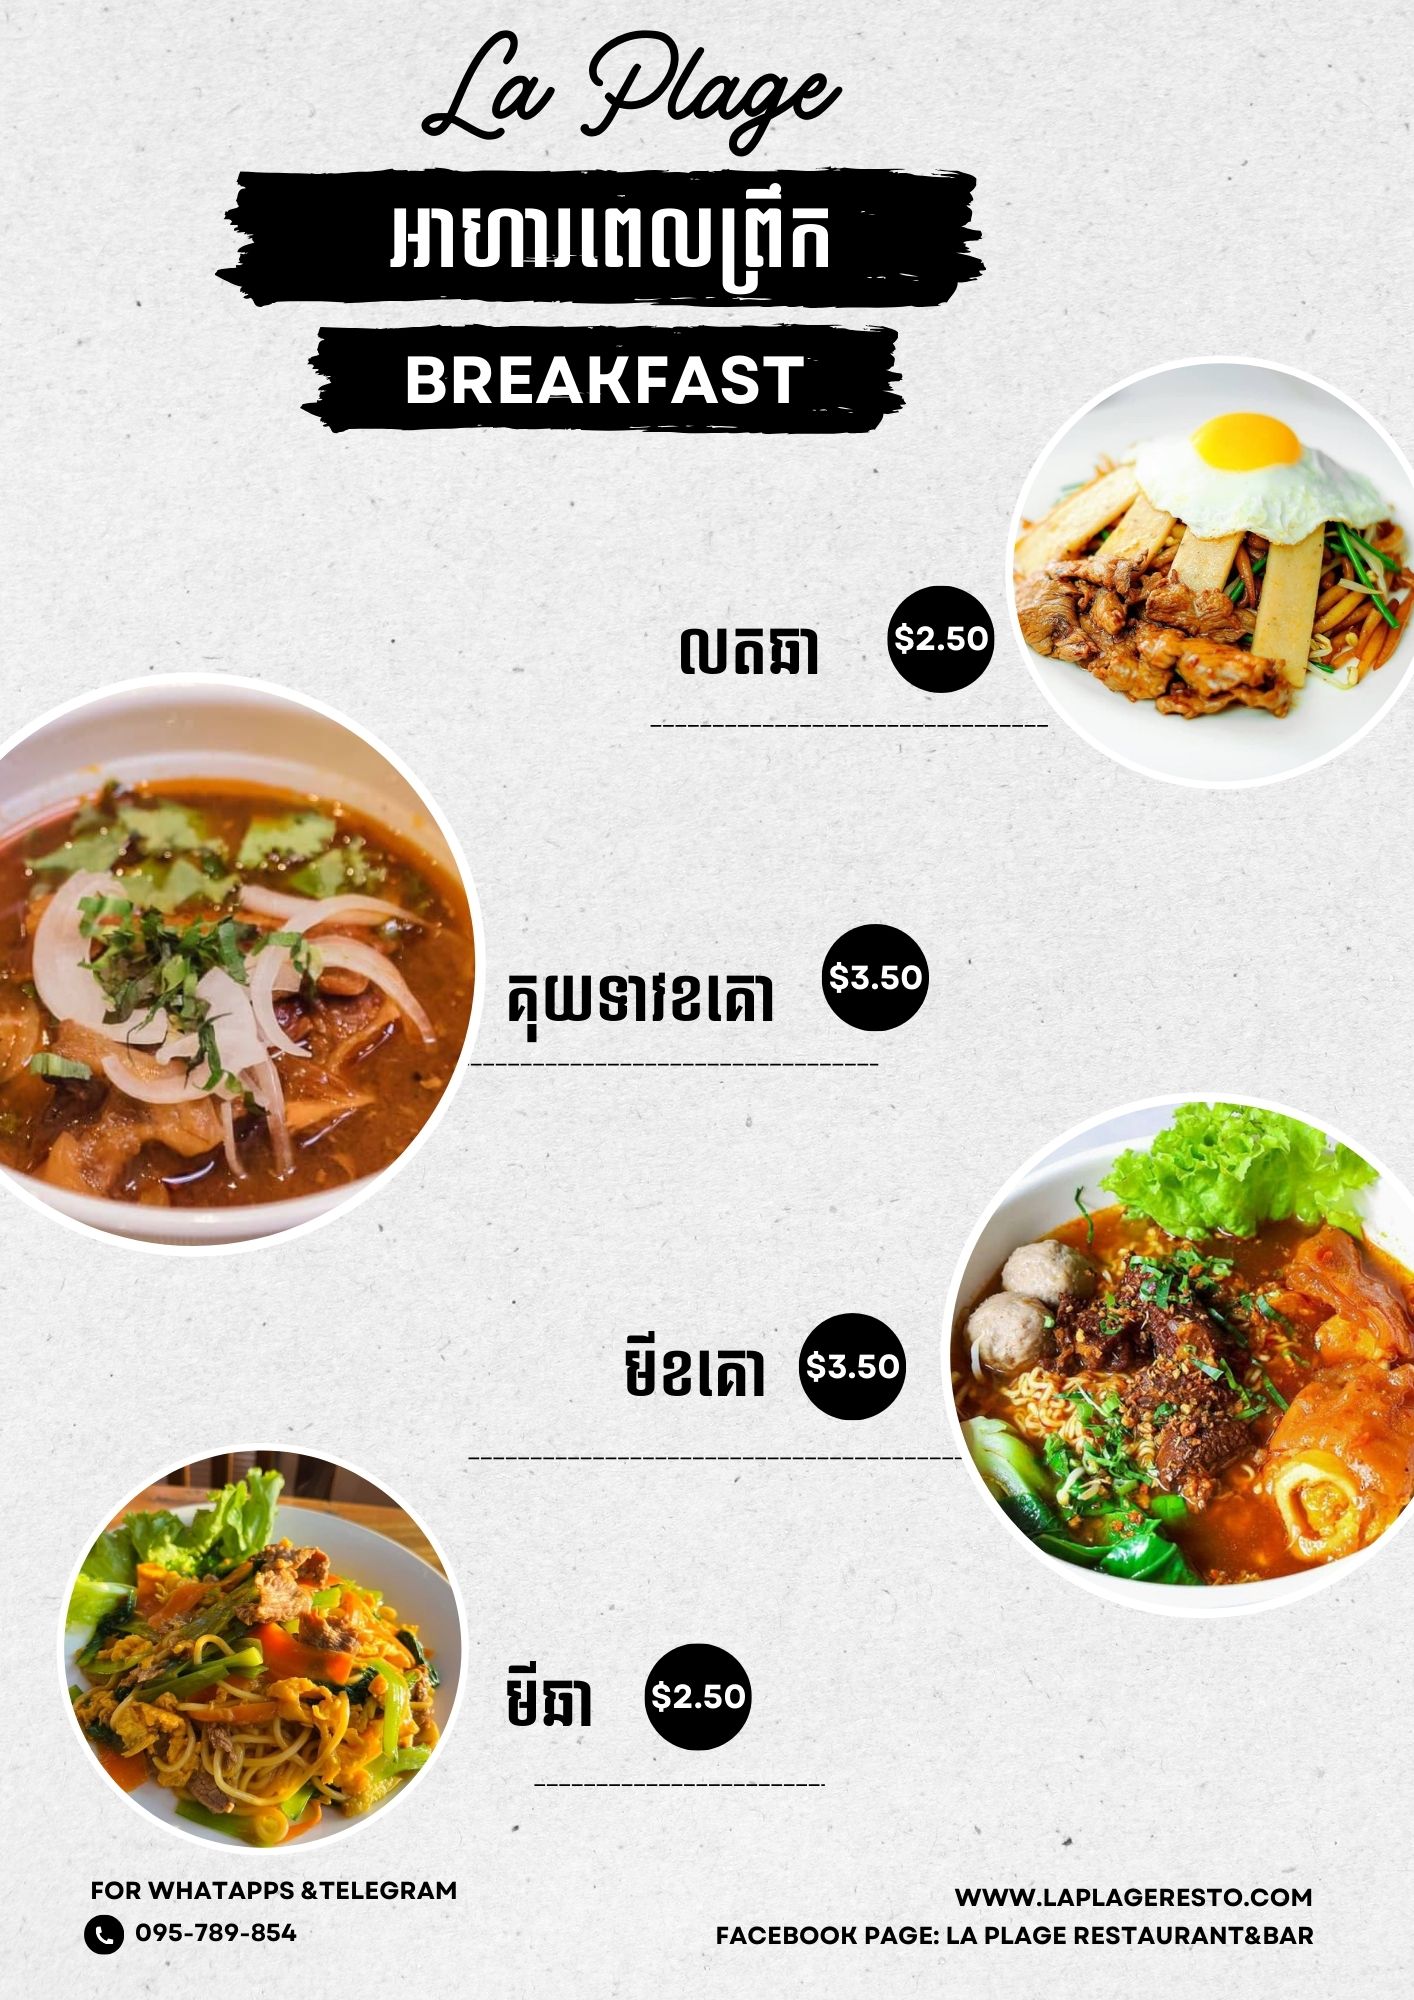 La Plage
អាហារពេលព្រឹក
BREAKFAST
លតឆា
$2.50
គុយទាវខគោ
$3.50
មីខគោ
$3.50
មីឆា
$2.50
FOR WHATAPPS &TELEGRAM
095-789-854
WWW.LAPLAGERESTO.COM
FACEBOOK PAGE: LA PLAGE RESTAURANT&BAR